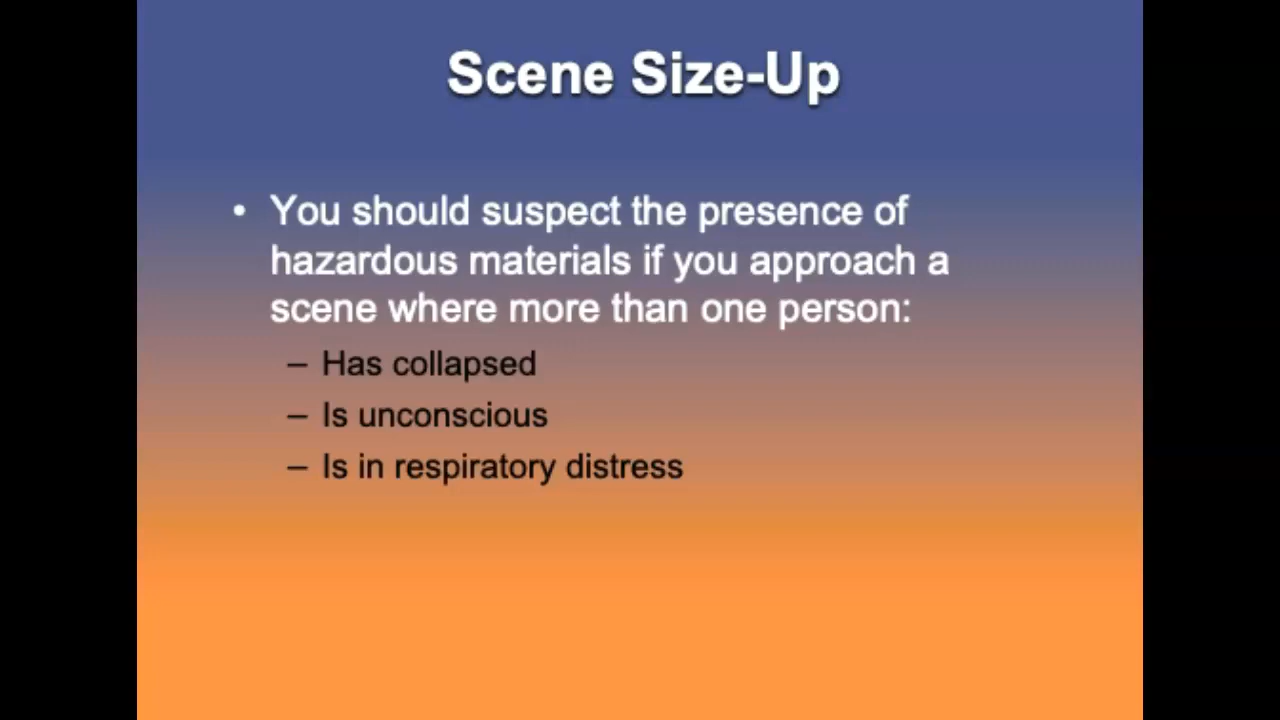 Scene Size-Up
• You should suspect the presence of
hazardous materials if you approach a
scene where more than one person:
– Has collapsed
– Is unconscious
– Is in respiratory distress